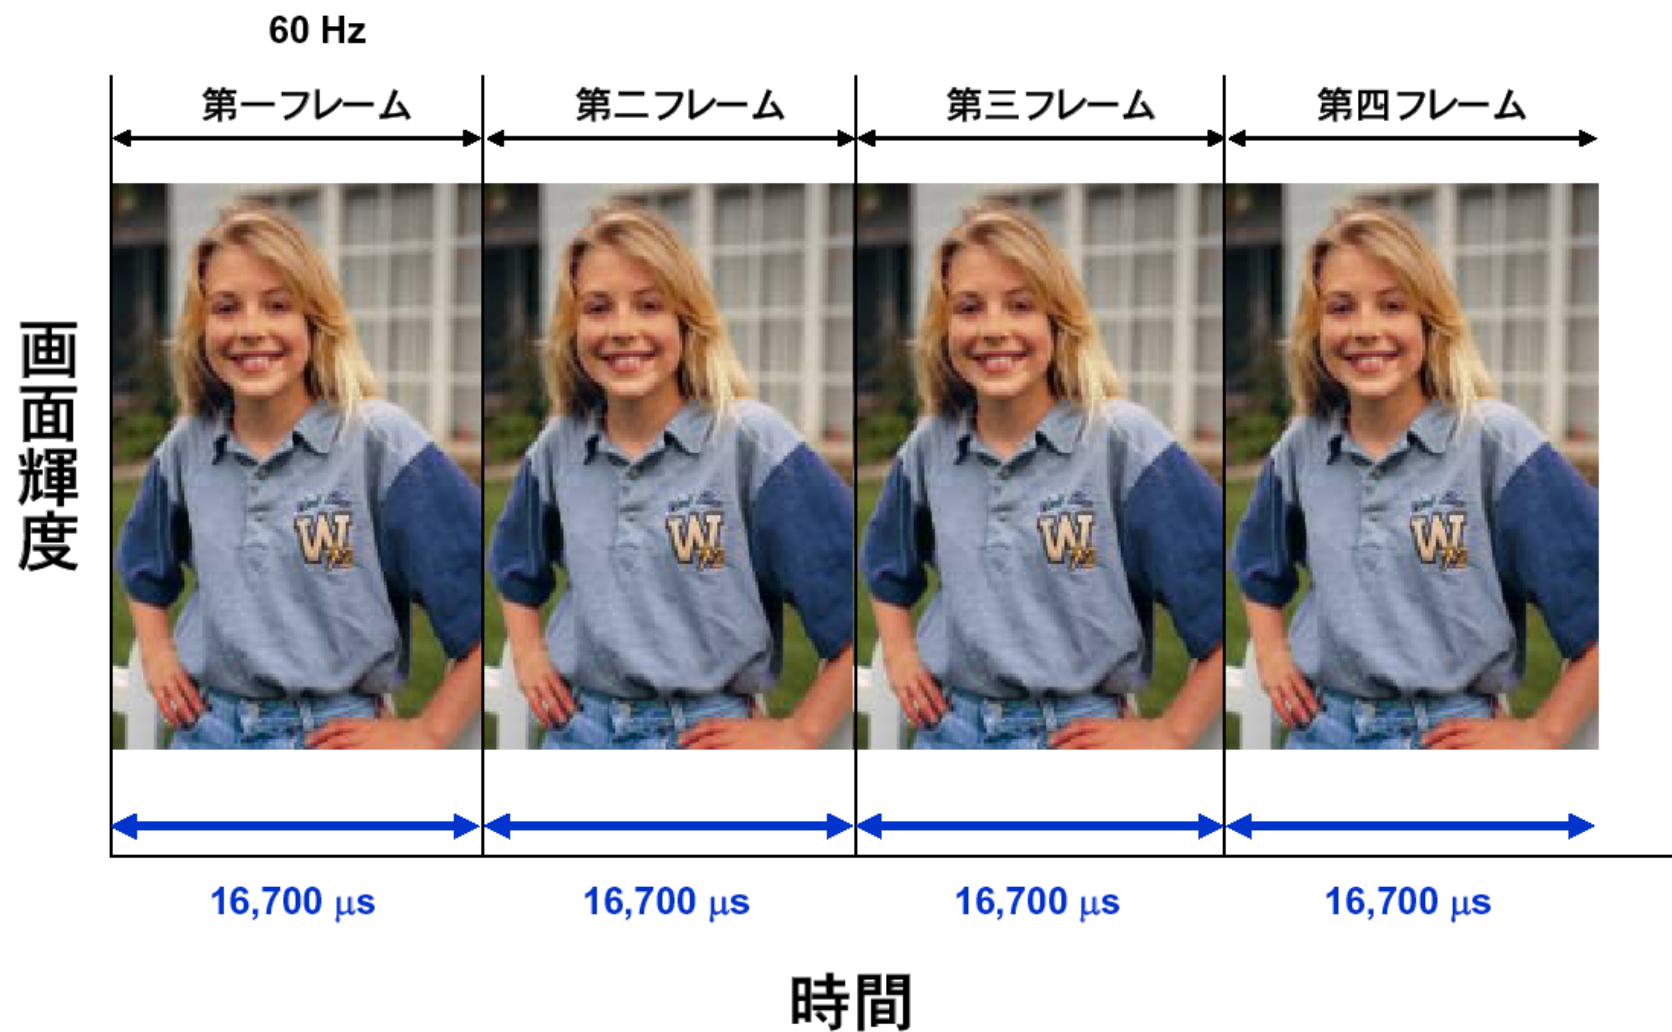 60 Hz
第一フレーム
第二フレーム
第三フレーム
第四フレーム
画面輝度
W
W
W
W
16,700 μs
16,700 μs
16,700 μs
16,700 μs
時間